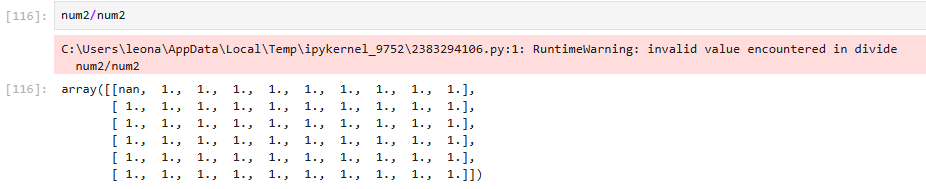 [116]: num2/num2
C:\Users\leona\AppData\Local\Temp\ipykernel_9752\2383294106.py:1: RuntimeWarning: invalid value encountered in divide
  num2/num2
[116]: array([[nan,  1.,  1.,  1.,  1.,  1.,  1.,  1.,  1.,  1.],
       [ 1.,  1.,  1.,  1.,  1.,  1.,  1.,  1.,  1.,  1.],
       [ 1.,  1.,  1.,  1.,  1.,  1.,  1.,  1.,  1.,  1.],
       [ 1.,  1.,  1.,  1.,  1.,  1.,  1.,  1.,  1.,  1.],
       [ 1.,  1.,  1.,  1.,  1.,  1.,  1.,  1.,  1.,  1.],
       [ 1.,  1.,  1.,  1.,  1.,  1.,  1.,  1.,  1.,  1.]])